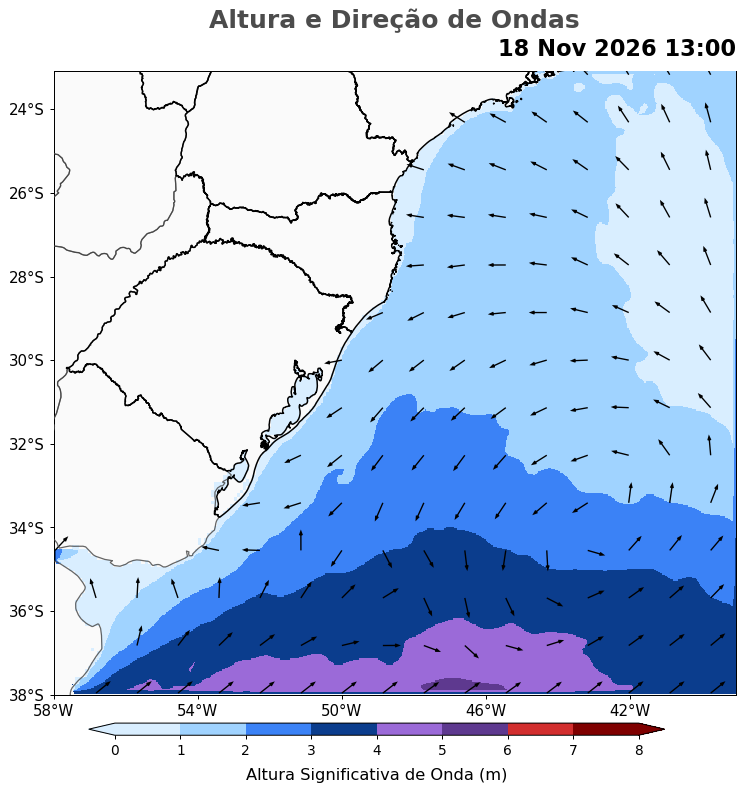 Altura e Direção de Ondas
18 Nov 2026 13:00
24°S
26°S
28°S
30°S
32°S
34°S
36°S
38°S
58°W 54°W 50°W 46°W 42°W
0 1 2 3 4 5 6 7 8
Altura Significativa de Onda (m)